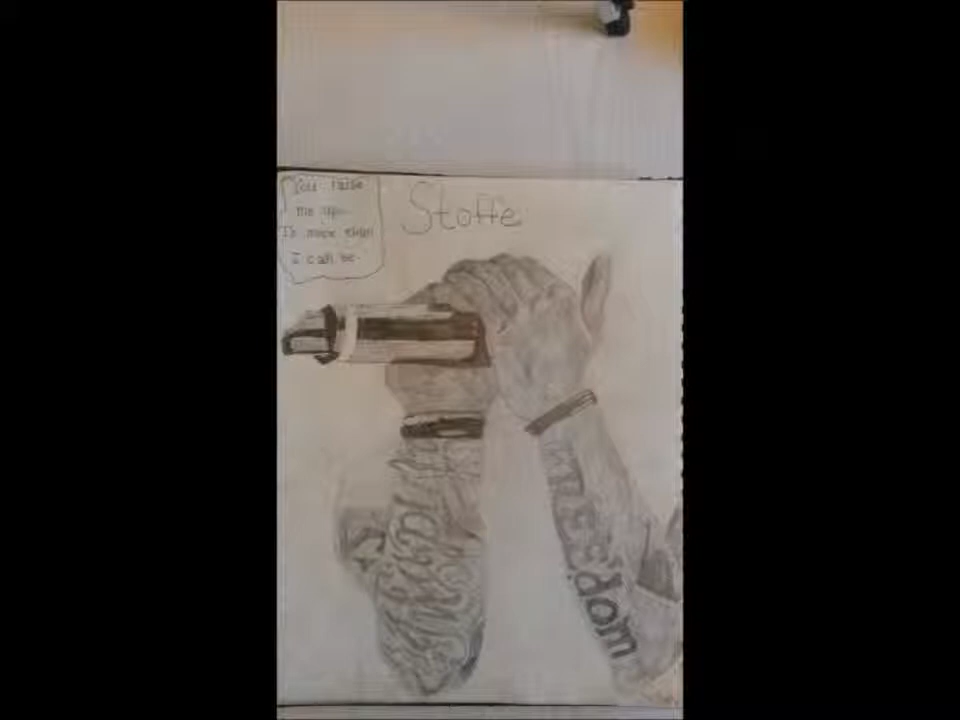 You raise
me up..
To more than
I can be.
Stoffe
FREEdom